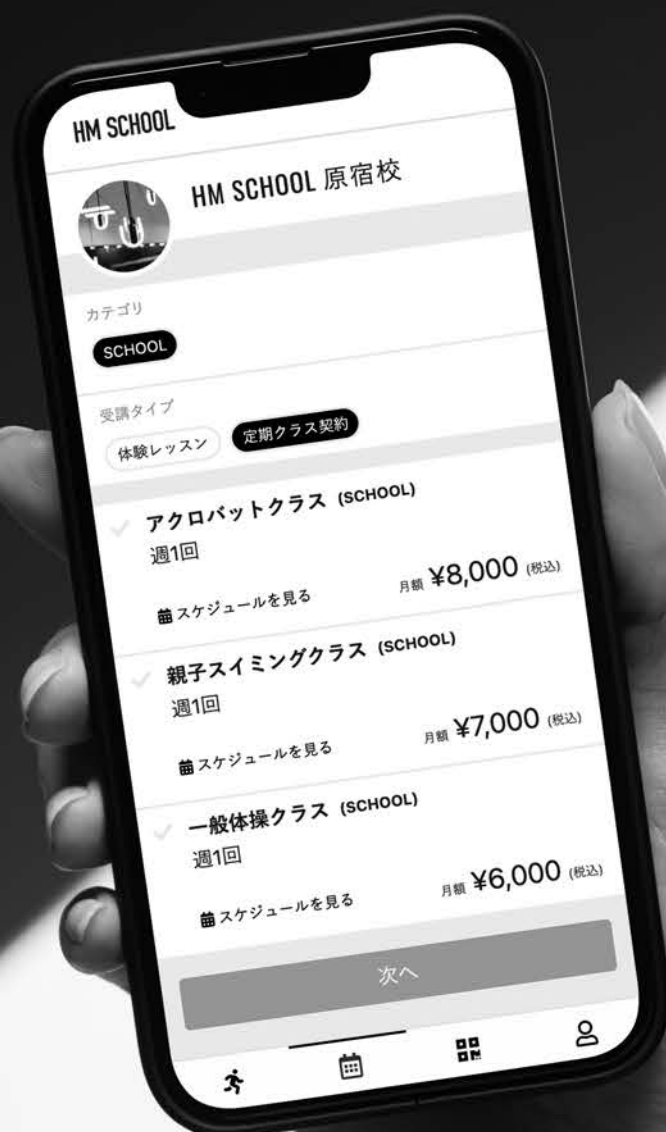 HM SCHOOL
HM SCHOOL 原宿校
カテゴリ
SCHOOL
受講タイプ
体験レッスン 定期クラス契約
アクロバットクラス (SCHOOL)
週1回
スケジュールを見る 月額 ¥8,000 (税込)
親子スイミングクラス (SCHOOL)
週1回
スケジュールを見る 月額 ¥7,000 (税込)
一般体操クラス (SCHOOL)
週1回
スケジュールを見る 月額 ¥6,000 (税込)
次へ